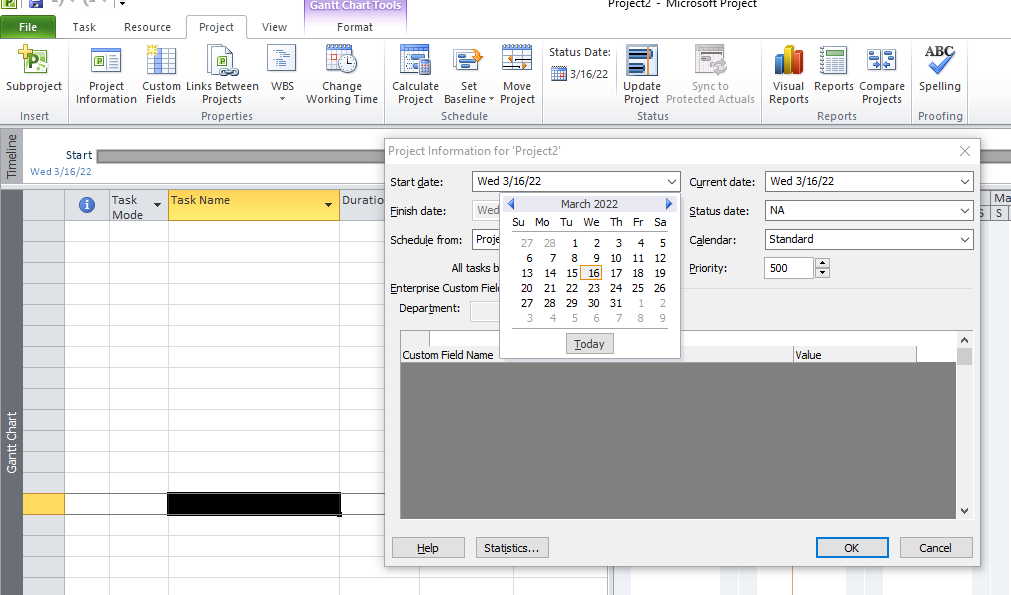 Gantt Chart Tools
Project2 - Microsoft Project
File Task Resource Project View Format
Subproject
Insert
Project Information
Custom Fields
Links Between Projects
WBS
Change Working Time
Properties
Calculate Project
Set Baseline
Move Project
Schedule
Status Date:
3/16/22
Update Project
Sync to Protected Actuals
Status
Visual Reports
Reports
Compare Projects
Reports
ABC
Spelling
Proofing
Timeline
Start
Wed 3/16/22
Task Mode
Task Name
Duratio
Gantt Chart
Ma
S S
Project Information for 'Project2'
Start date: Wed 3/16/22
Current date: Wed 3/16/22
Finish date: Wed
Status date: NA
Schedule from: Proje
Calendar: Standard
All tasks b
Priority: 500
Enterprise Custom Field
Department:
March 2022
Su Mo Tu We Th Fr Sa
27 28 1 2 3 4 5
6 7 8 9 10 11 12
13 14 15 16 17 18 19
20 21 22 23 24 25 26
27 28 29 30 31 1 2
3 4 5 6 7 8 9
Today
Custom Field Name Value
Help Statistics... OK Cancel